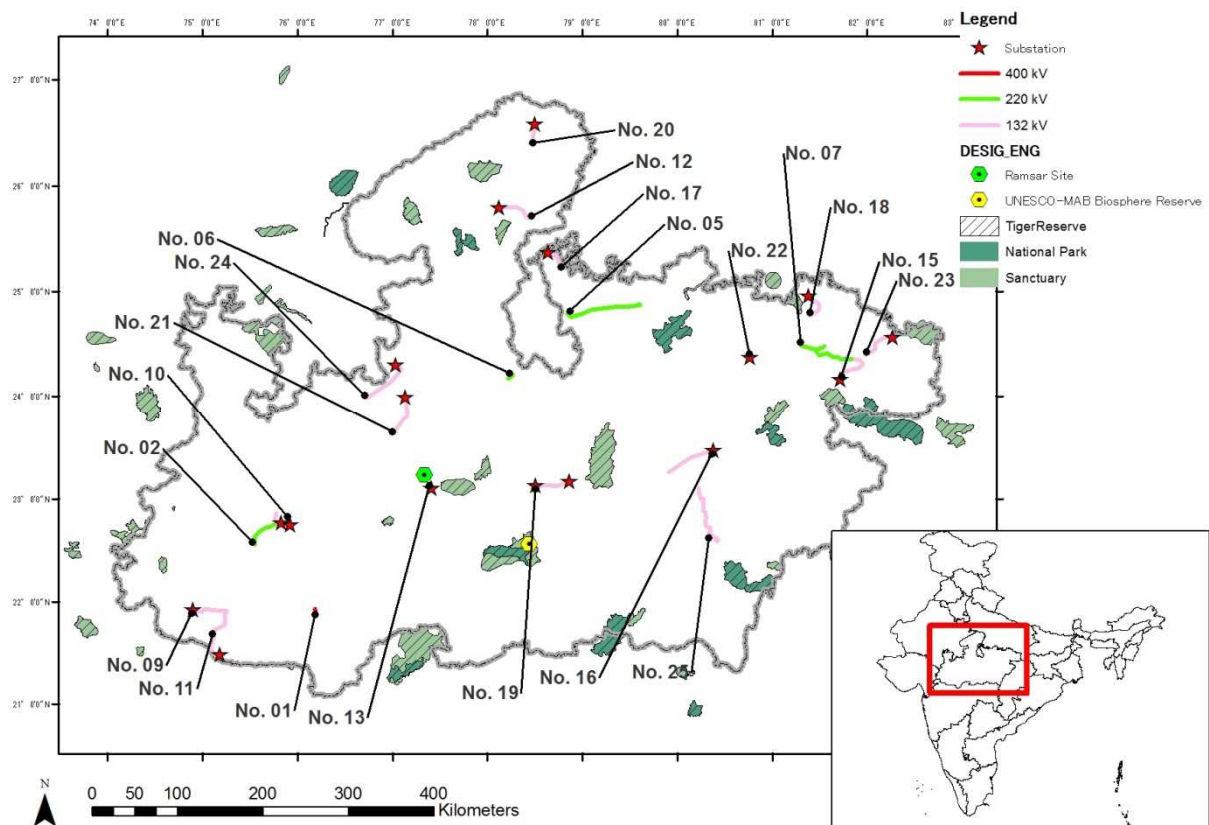 74° 0'0"E 75° 0'0"E 76° 0'0"E 77° 0'0"E 78° 0'0"E 79° 0'0"E 80° 0'0"E 81° 0'0"E 82° 0'0"E 83°
27° 0'0"N
26° 0'0"N
25° 0'0"N
24° 0'0"N
23° 0'0"N
22° 0'0"N
21° 0'0"N
Legend
Substation
400 kV
220 kV
132 kV
DESIG_ENG
Ramsar Site
UNESCO-MAB Biosphere Reserve
TigerReserve
National Park
Sanctuary
No. 20
No. 12
No. 17
No. 05
No. 07
No. 18
No. 22
No. 15
No. 23
No. 06
No. 24
No. 21
No. 10
No. 02
No. 09
No. 11
No. 01
No. 13
No. 19
No. 16
No. 25
N
0 50 100 200 300 400
Kilometers